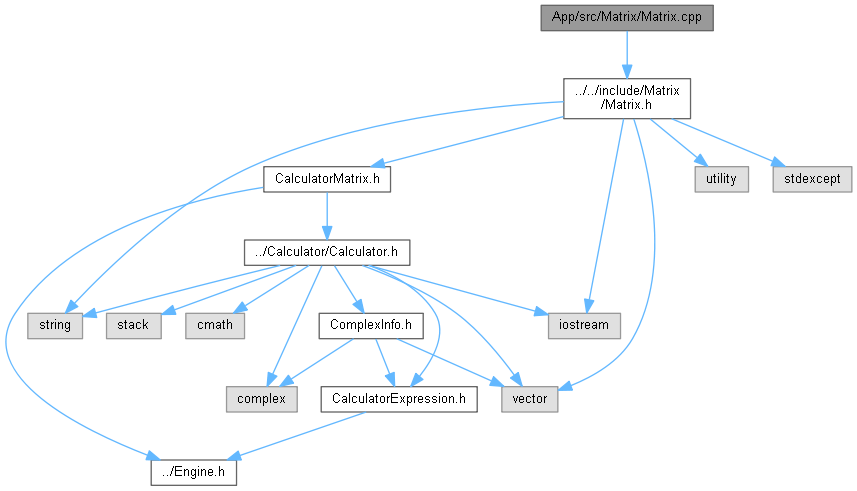 App/src/Matrix/Matrix.cpp
../../include/Matrix
/Matrix.h
CalculatorMatrix.h
utility
stdexcept
../Calculator/Calculator.h
string
stack
cmath
ComplexInfo.h
iostream
complex
CalculatorExpression.h
vector
../Engine.h